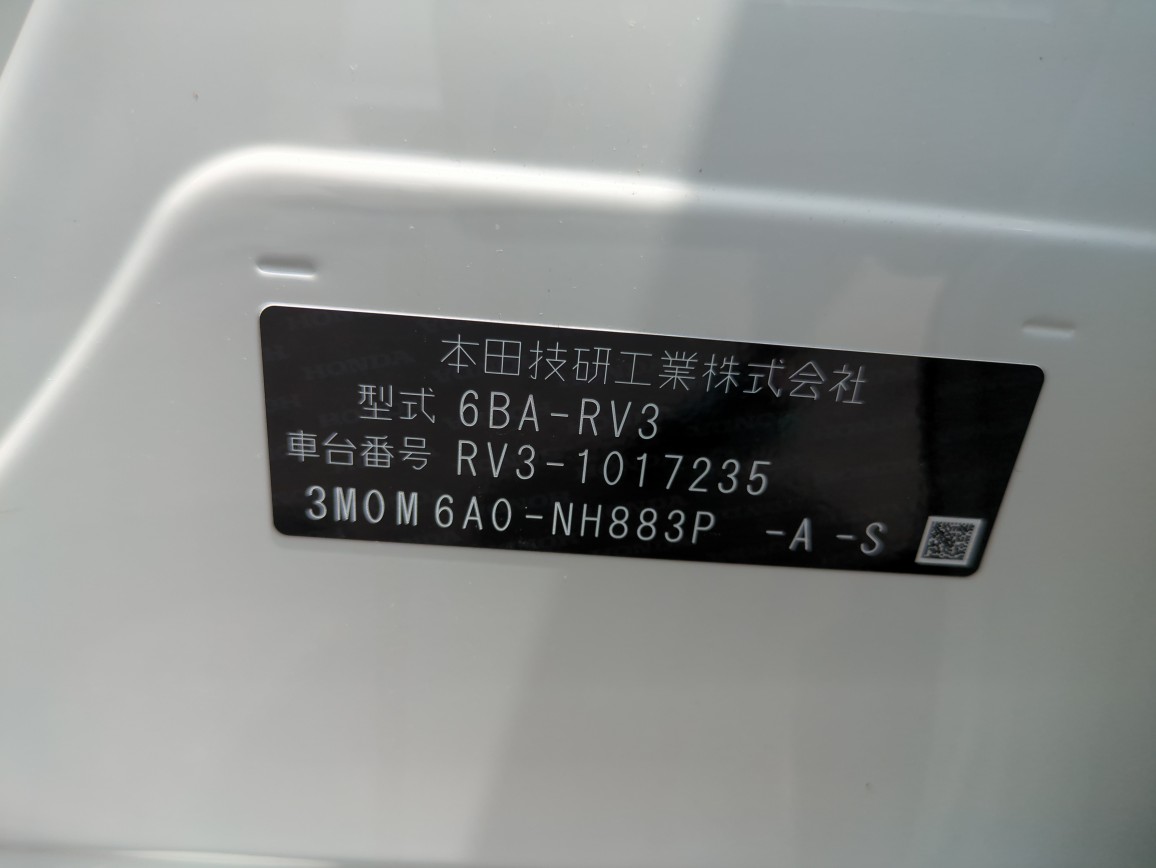 本田技研工業株式会社
型式 6BA-RV3
車台番号 RV3-1017235
3M0M6A0-NH883P -A -S